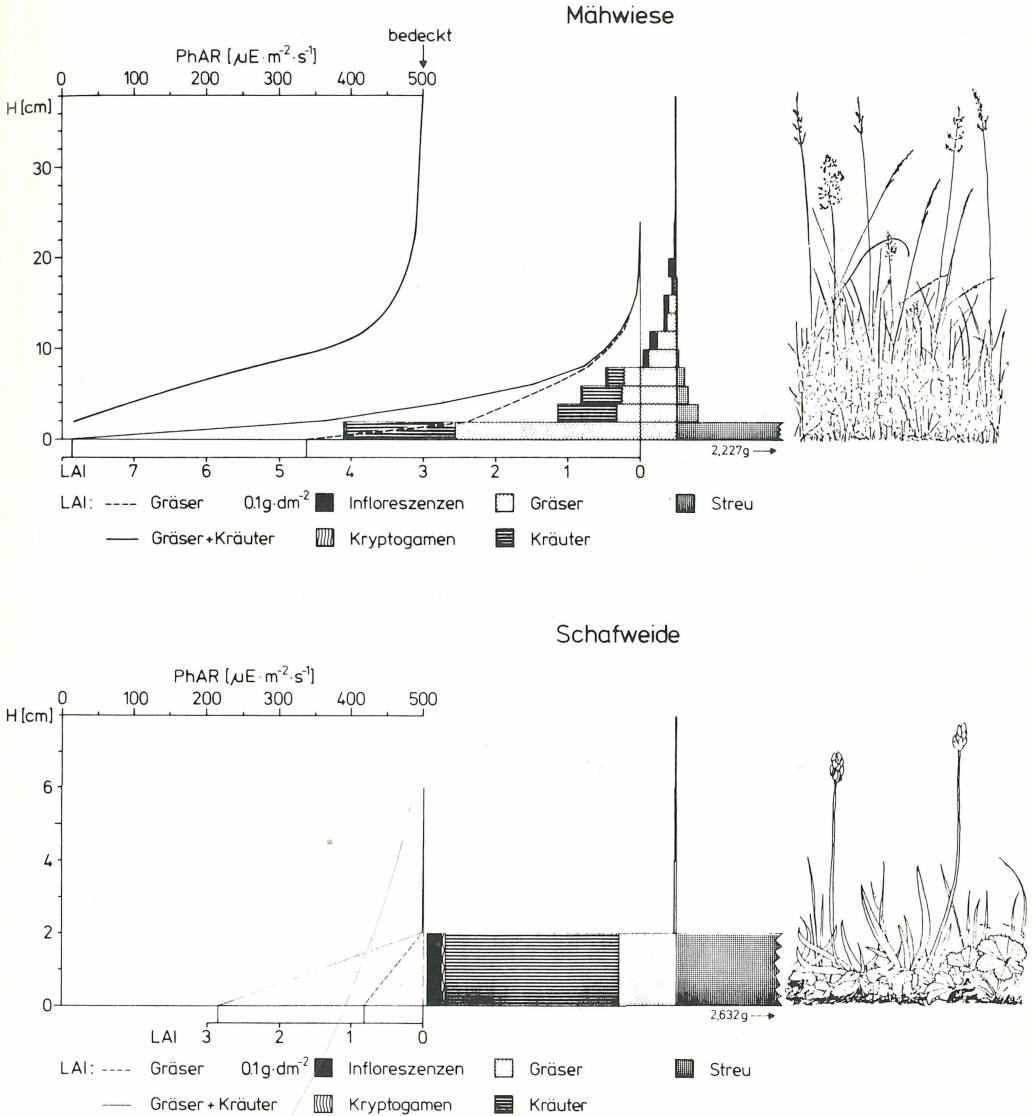 Mähwiese
bedeckt
PhAR [µE·m⁻²·s⁻¹]
0 100 200 300 400 500
H [cm]
30
20
10
0
2,227g
LAI 7 6 5 4 3 2 1 0
LAI: ---- Gräser 0.1g·dm⁻² Infloreszenzen Gräser Streu
Gräser+Kräuter Kryptogamen Kräuter
Schafweide
PhAR [µE·m⁻²·s⁻¹]
0 100 200 300 400 500
H [cm]
6
4
2
0
2,632g
LAI 3 2 1 0
LAI: ---- Gräser 0.1g·dm⁻² Infloreszenzen Gräser Streu
Gräser + Kräuter Kryptogamen Kräuter